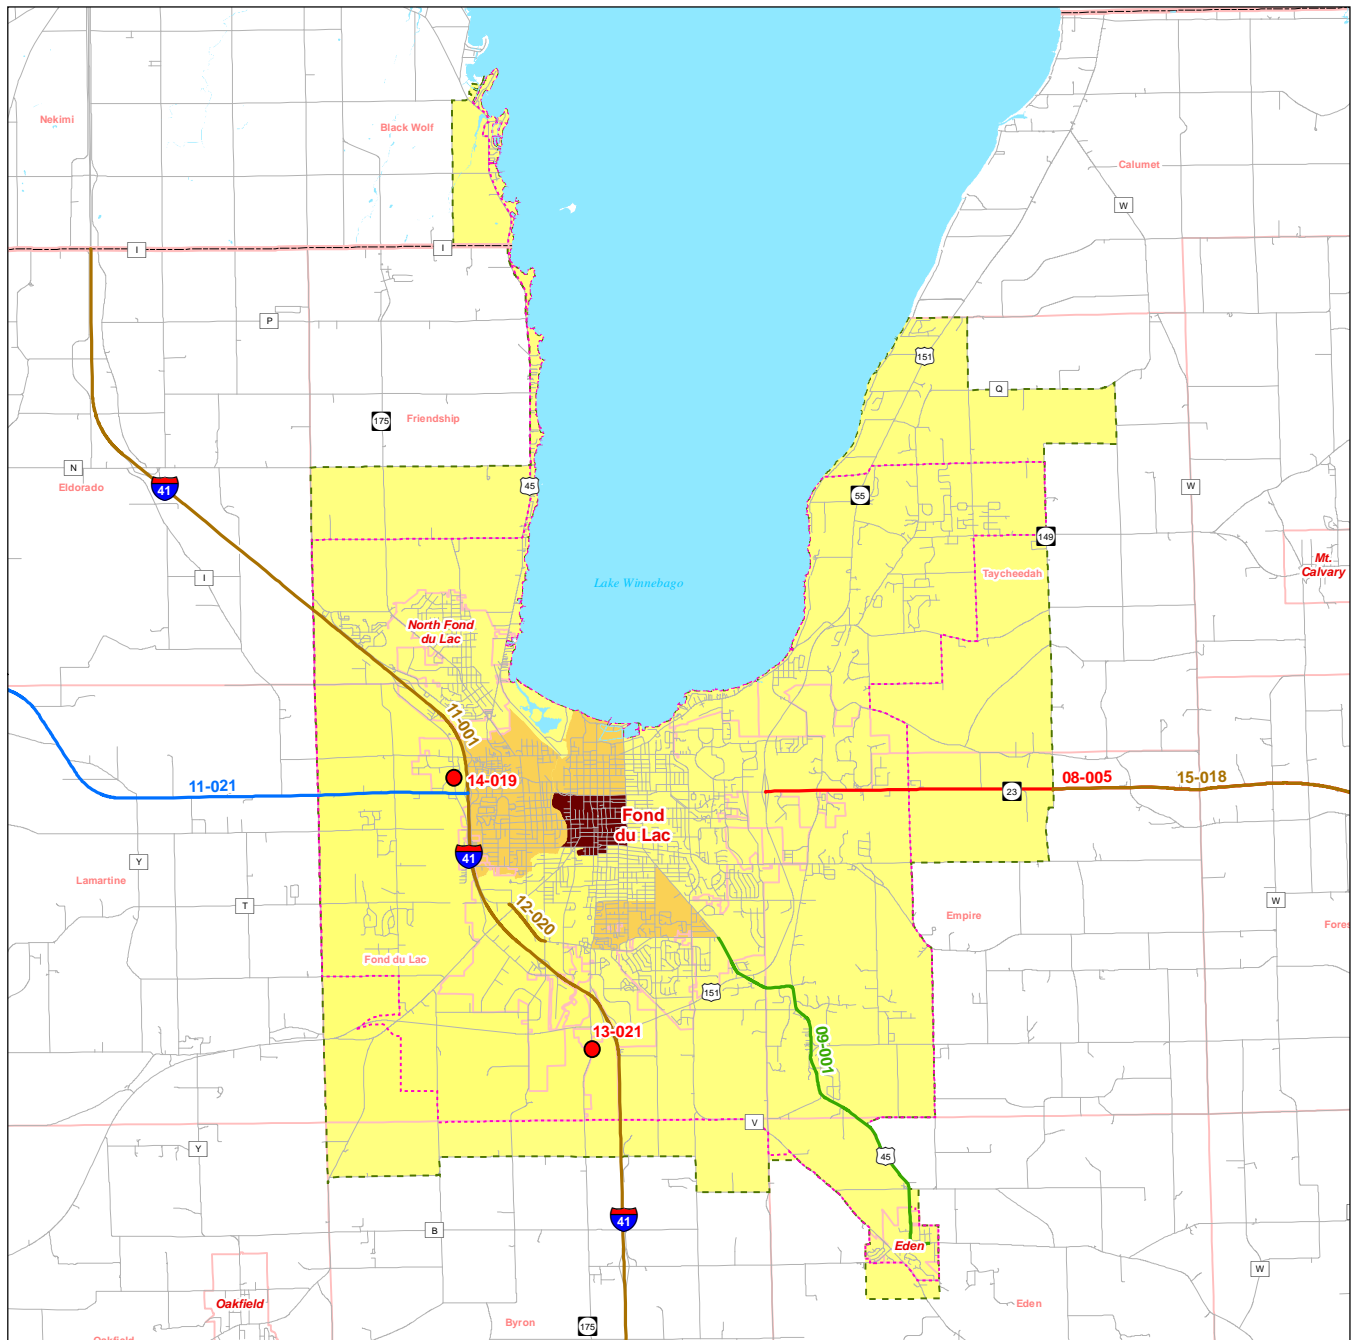 Nekimi
Black Wolf
Calumet
W
I
I
P
151
Q
175
Friendship
N
Eldorado
41
45
55
W
149
Mt.
Calvary
I
Lake Winnebago
Taycheedah
North Fond
du Lac
11-001
14-019
11-021
08-005
15-018
23
Fond
du Lac
41
Y
Lamartine
T
W
12-020
Empire
Fores
Fond du Lac
151
13-021
09-001
V
Y
45
41
B
Eden
W
Oakfield
Eden
Byron
175
Oakfield